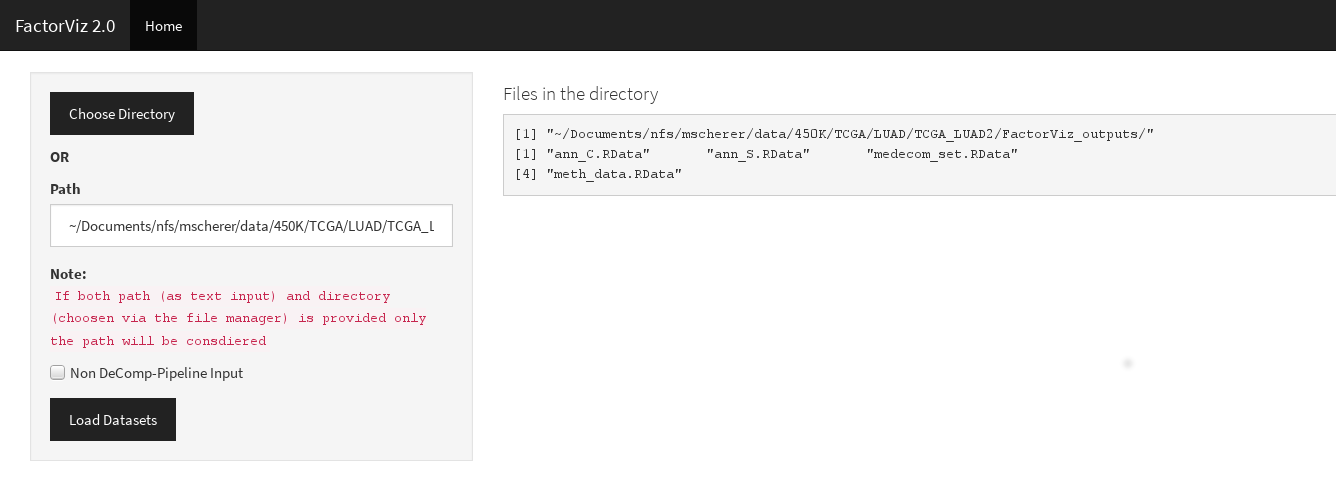 FactorViz 2.0 Home
Choose Directory
OR
Path
~/Documents/nfs/mscherer/data/450K/TCGA/LUAD/TCGA_L
Note:
If both path (as text input) and directory
(choosen via the file manager) is provided only
the path will be consdiered
Non DeComp-Pipeline Input
Load Datasets
Files in the directory
[1] "~/Documents/nfs/mscherer/data/450K/TCGA/LUAD/TCGA_LUAD2/FactorViz_outputs/"
[1] "ann_C.RData" "ann_S.RData" "medecom_set.RData"
[4] "meth_data.RData"